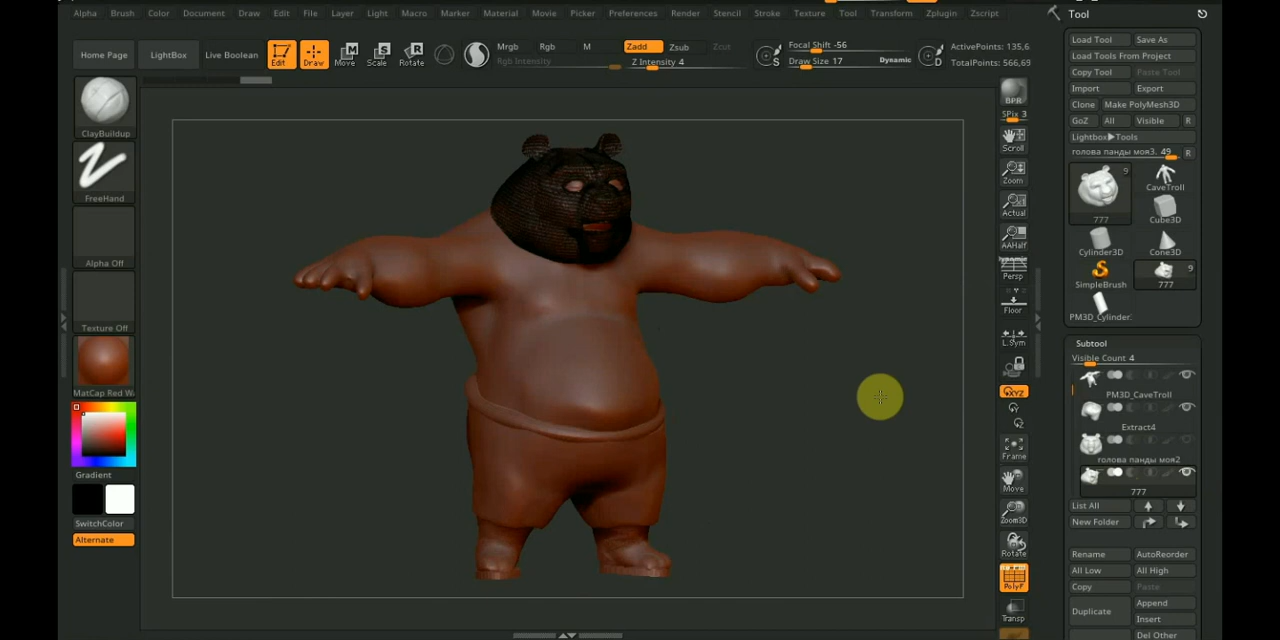 Alpha Brush Color Document Draw Edit File Layer Light Macro Marker Material Movie Picker Preferences Render Stencil Stroke Texture Tool Transform Zplugin Zscript
Tool
Home Page LightBox Live Boolean Edit Draw Move Scale Rotate
Mrgb Rgb M Zadd Zsub Zcut
Rgb Intensity Z Intensity 4
Focal Shift -56
Draw Size 17 Dynamic
S D
ActivePoints: 135,6
TotalPoints: 566,69
ClayBuildup
FreeHand
Alpha Off
Texture Off
MatCap Red W
Gradient
SwitchColor
Alternate
BPR
SPix 3
Scroll
Zoom
Actual
AAHalf
Dynamic
Persp
Floor
L.Sym
XYZ
Frame
Move
Zoom3D
Rotate
PolyF
Transp
Load Tool Save As
Load Tools From Project
Copy Tool Paste Tool
Import Export
Clone Make PolyMesh3D
GoZ All Visible R
Lightbox▶Tools
голова панды моя3. 49 R
9
777 CaveTroll
Cube3D
Cylinder3D Cone3D
SimpleBrush 9 777
PM3D_Cylinder
Subtool
Visible Count 4
PM3D_CaveTroll
Extract4
голова панды моя2
777
List All
New Folder
Rename AutoReorder
All Low All High
Copy Paste
Duplicate Append
Insert
Del Other